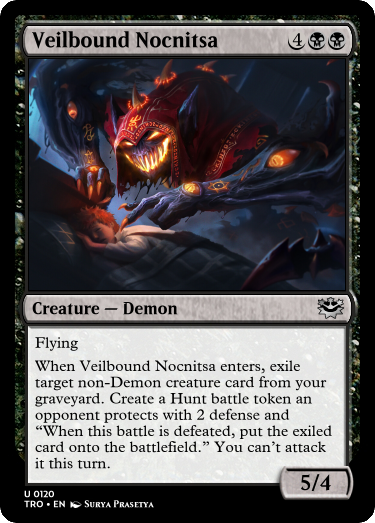 Veilbound Nocnitsa 4
Creature — Demon
Flying
When Veilbound Nocnitsa enters, exile
target non-Demon creature card from your
graveyard. Create a Hunt battle token an
opponent protects with 2 defense and
“When this battle is defeated, put the exiled
card onto the battlefield.” You can’t attack
it this turn.
5/4
U 0120
TRO • EN Surya Prasetya